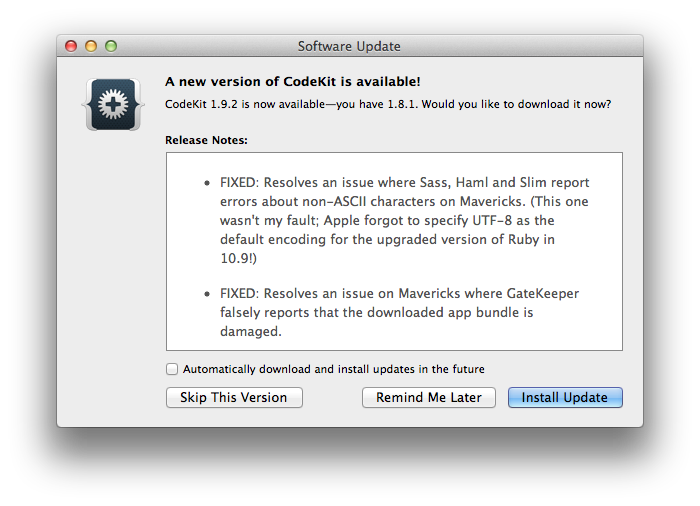 Software Update
A new version of CodeKit is available!
CodeKit 1.9.2 is now available—you have 1.8.1. Would you like to download it now?
Release Notes:
• FIXED: Resolves an issue where Sass, Haml and Slim report
errors about non-ASCII characters on Mavericks. (This one
wasn't my fault; Apple forgot to specify UTF-8 as the
default encoding for the upgraded version of Ruby in
10.9!)
• FIXED: Resolves an issue on Mavericks where GateKeeper
falsely reports that the downloaded app bundle is
damaged.
Automatically download and install updates in the future
Skip This Version
Remind Me Later
Install Update